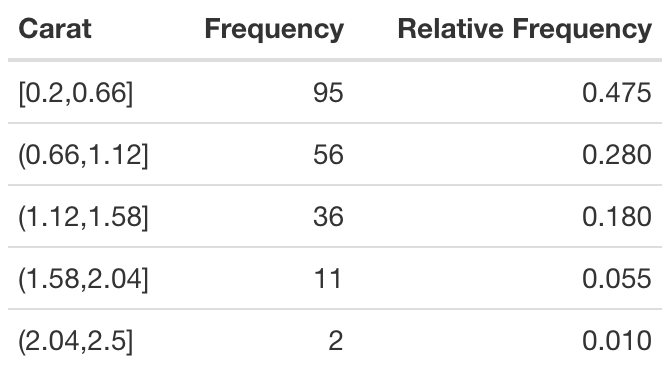 Carat Frequency Relative Frequency
[0.2,0.66] 95 0.475
(0.66,1.12] 56 0.280
(1.12,1.58] 36 0.180
(1.58,2.04] 11 0.055
(2.04,2.5] 2 0.010